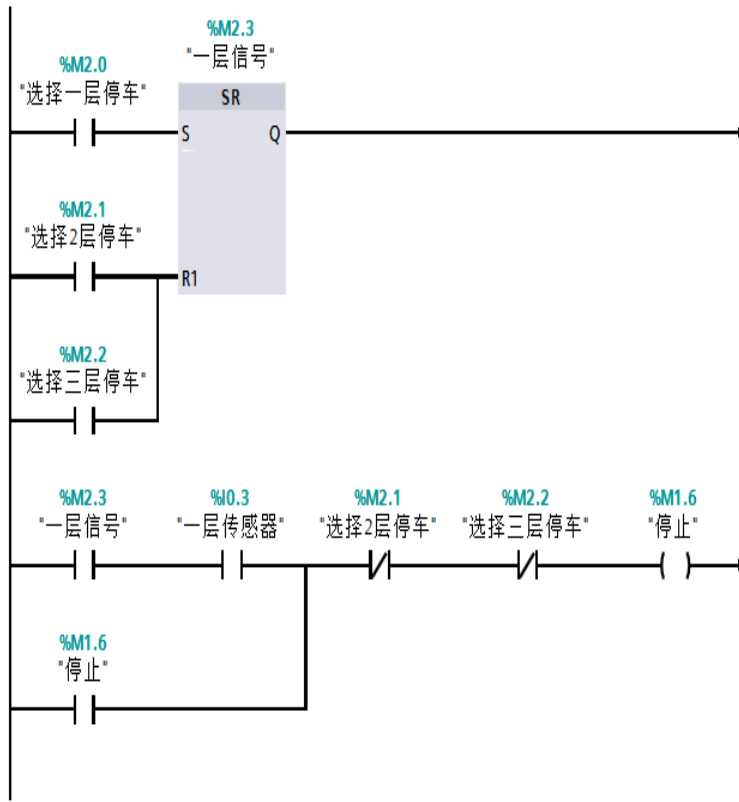 %M2.3
"一层信号"
%M2.0
"选择一层停车"
SR
S Q
%M2.1
"选择2层停车"
R1
%M2.2
"选择三层停车"
%M2.3 %I0.3 %M2.1 %M2.2 %M1.6
"一层信号" "一层传感器" "选择2层停车" "选择三层停车" "停止"
%M1.6
"停止"